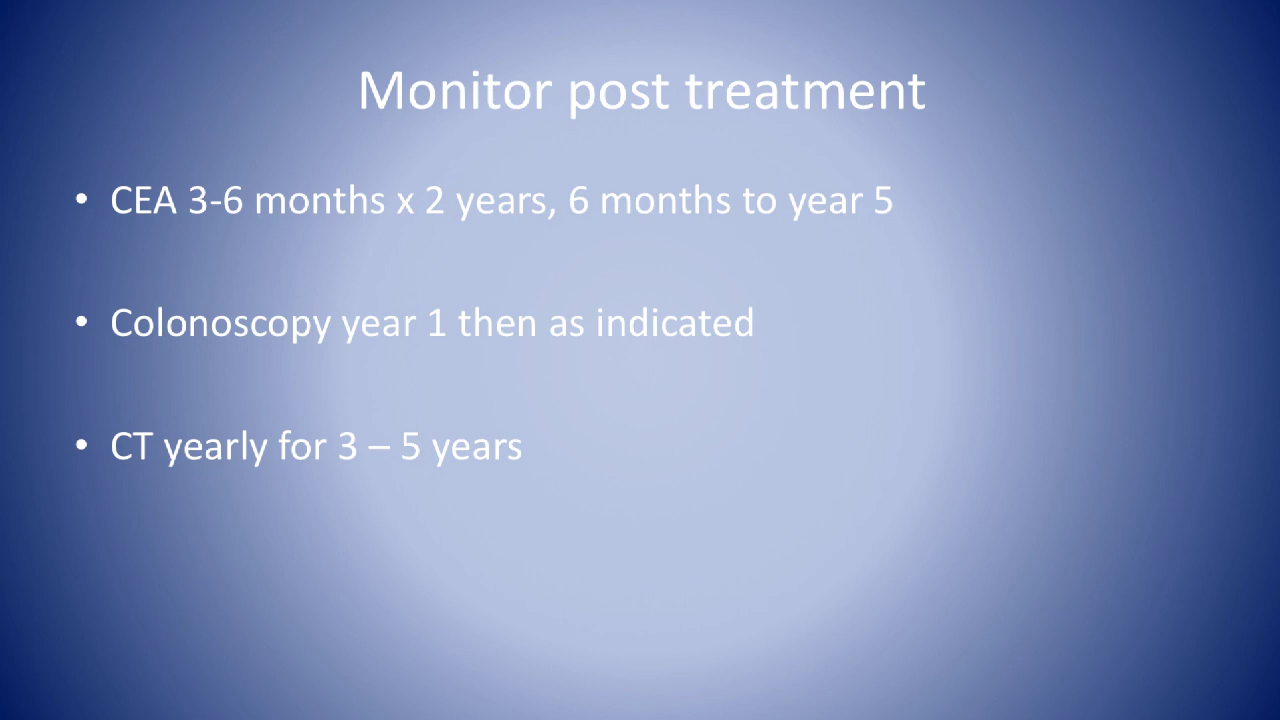 Monitor post treatment
• CEA 3-6 months x 2 years, 6 months to year 5
• Colonoscopy year 1 then as indicated
• CT yearly for 3 – 5 years